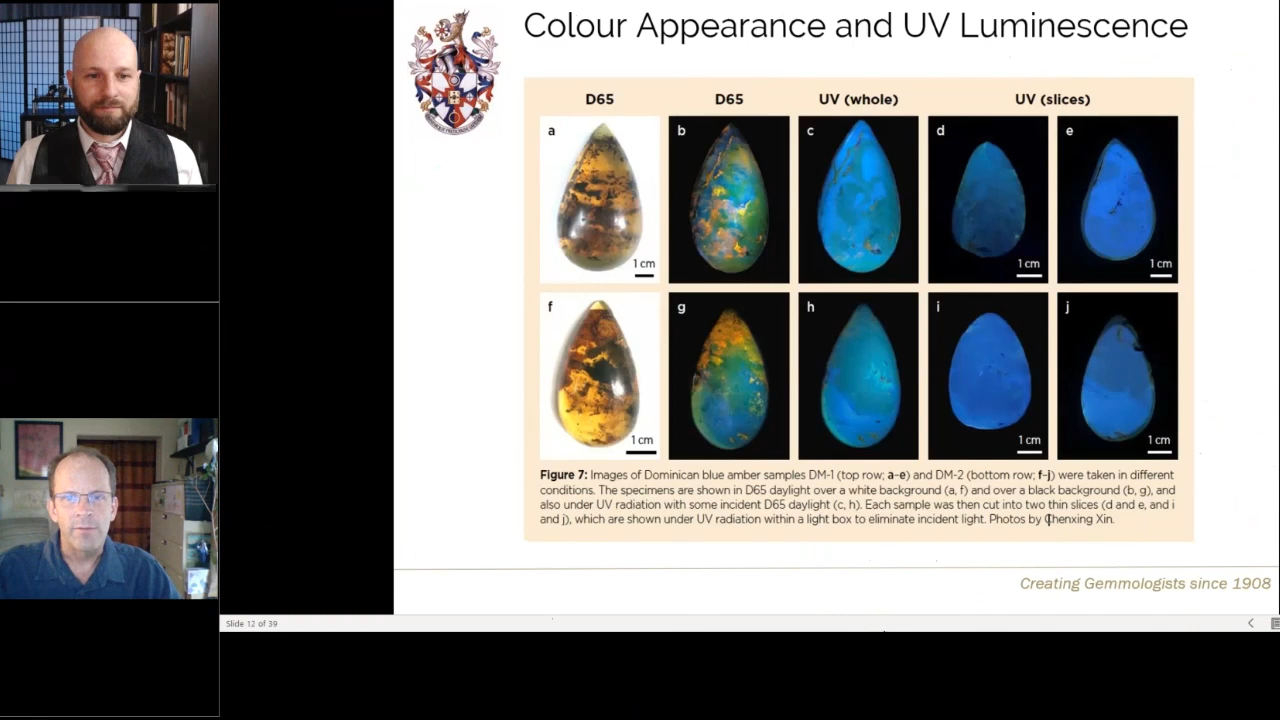 Colour Appearance and UV Luminescence
D65 D65 UV (whole) UV (slices)
a b c d e
1 cm 1 cm 1 cm
f g h i j
1 cm 1 cm 1 cm
Figure 7: Images of Dominican blue amber samples DM-1 (top row; a–e) and DM-2 (bottom row; f–j) were taken in different
conditions. The specimens are shown in D65 daylight over a white background (a, f) and over a black background (b, g), and
also under UV radiation with some incident D65 daylight (c, h). Each sample was then cut into two thin slices (d and e, and i
and j), which are shown under UV radiation within a light box to eliminate incident light. Photos by Chenxing Xin.
Creating Gemmologists since 1908
Slide 12 of 39